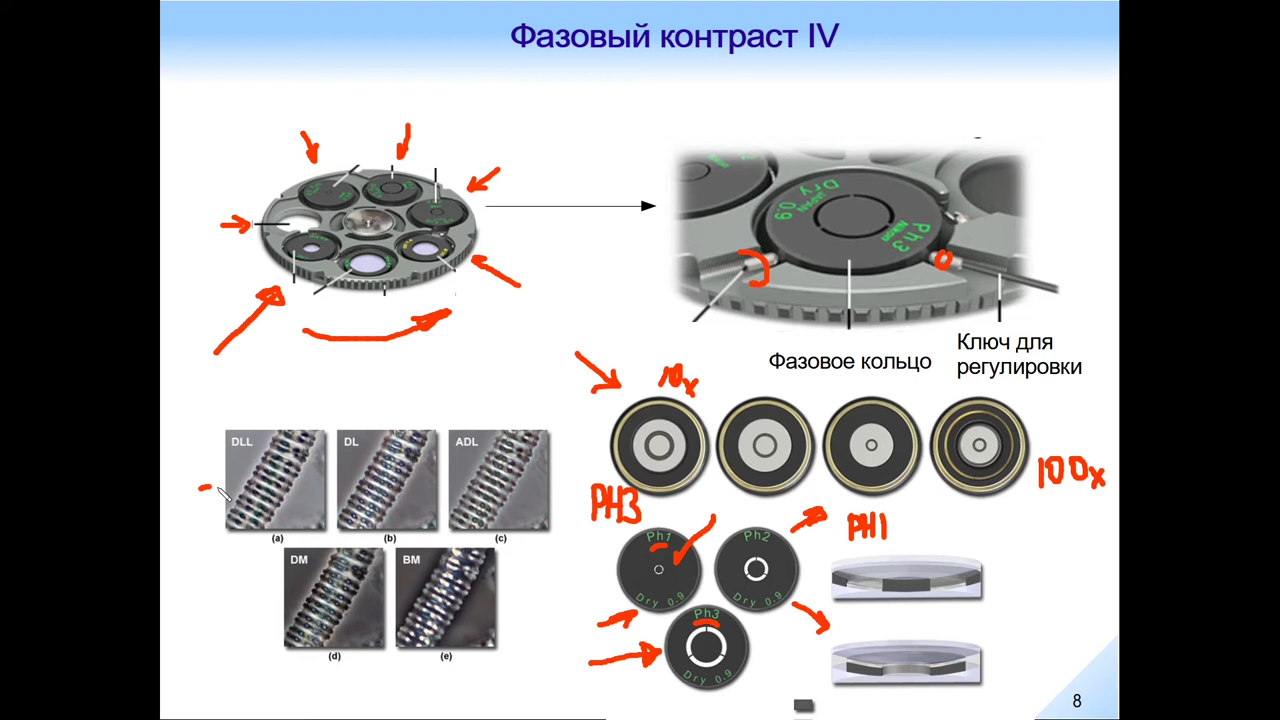 Фазовый контраст IV
Dry 0.9
JAPAN
Ph3
Nikon
Фазовое кольцо
Ключ для
регулировки
10x
100x
PH3
PH1
DLL
DL
ADL
(a)
(b)
(c)
DM
BM
(d)
(e)
Ph1
Dry 0.9
Ph2
Dry 0.9
Ph3
Dry 0.9
8